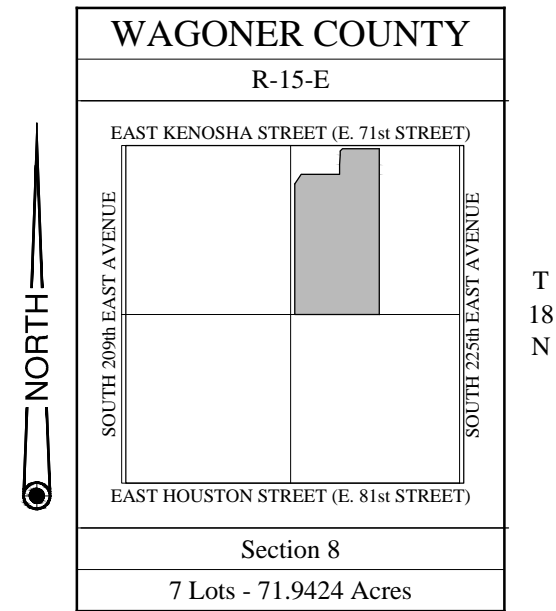 WAGONER COUNTY
R-15-E
EAST KENOSHA STREET (E. 71st STREET)
SOUTH 209th EAST AVENUE
SOUTH 225th EAST AVENUE
NORTH
T
18
N
EAST HOUSTON STREET (E. 81st STREET)
Section 8
7 Lots - 71.9424 Acres